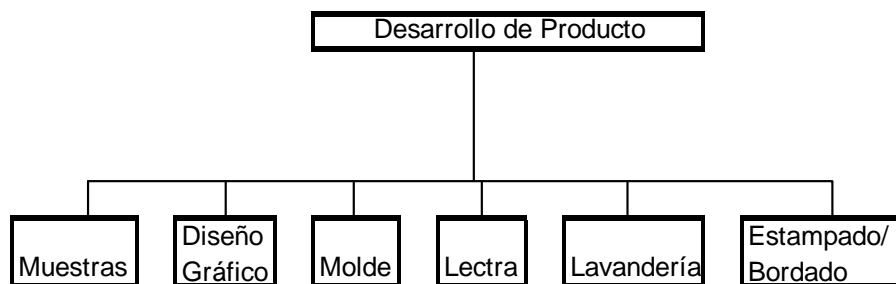 Desarrollo de Producto
Muestras
Diseño
Gráfico
Molde
Lectra
Lavandería
Estampado/
Bordado